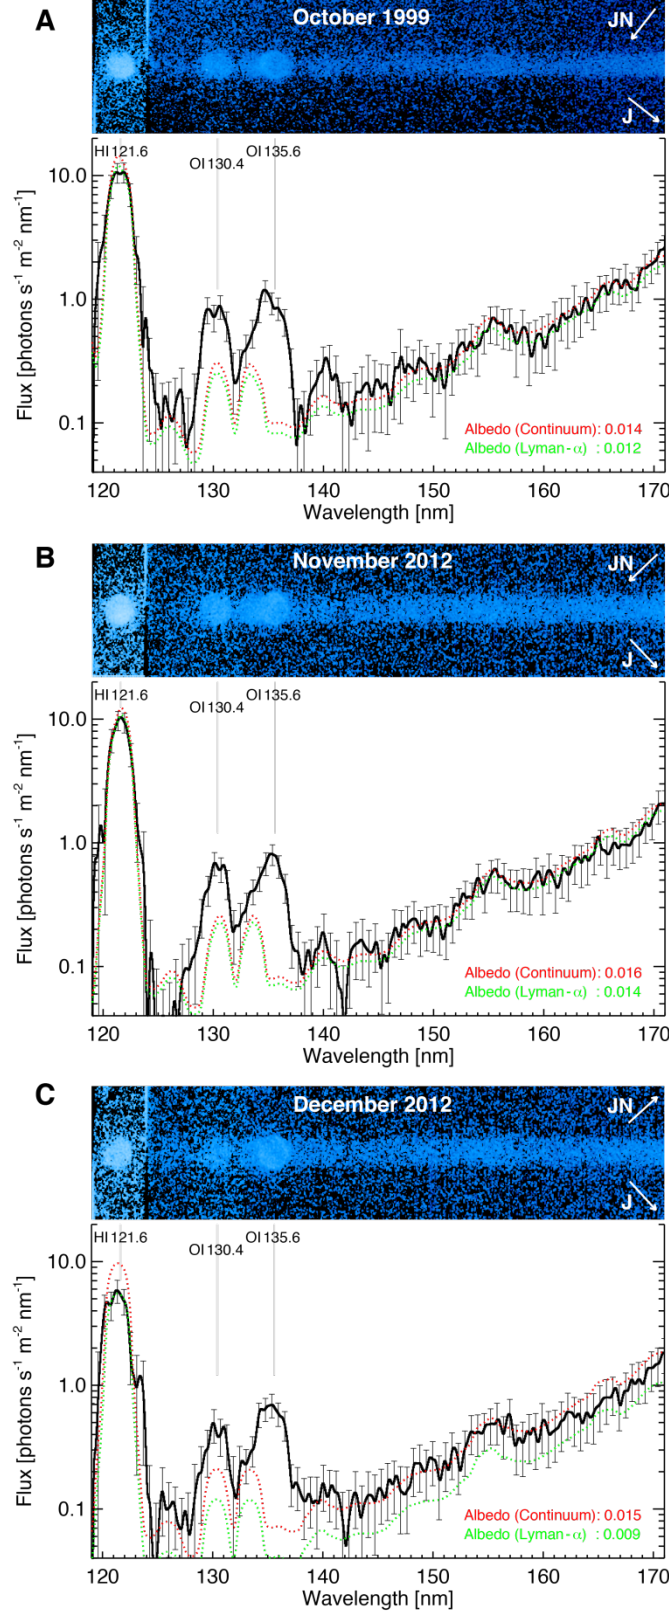 A
October 1999
JN
J
HI 121.6
OI 130.4
OI 135.6
10.0
1.0
0.1
Flux [photons s⁻¹ m⁻² nm⁻¹]
Albedo (Continuum): 0.014
Albedo (Lyman-α) : 0.012
120 130 140 150 160 170
Wavelength [nm]
B
November 2012
JN
J
HI 121.6
OI 130.4
OI 135.6
10.0
1.0
0.1
Flux [photons s⁻¹ m⁻² nm⁻¹]
Albedo (Continuum): 0.016
Albedo (Lyman-α) : 0.014
120 130 140 150 160 170
Wavelength [nm]
C
December 2012
JN
J
HI 121.6
OI 130.4
OI 135.6
10.0
1.0
0.1
Flux [photons s⁻¹ m⁻² nm⁻¹]
Albedo (Continuum): 0.015
Albedo (Lyman-α) : 0.009
120 130 140 150 160 170
Wavelength [nm]